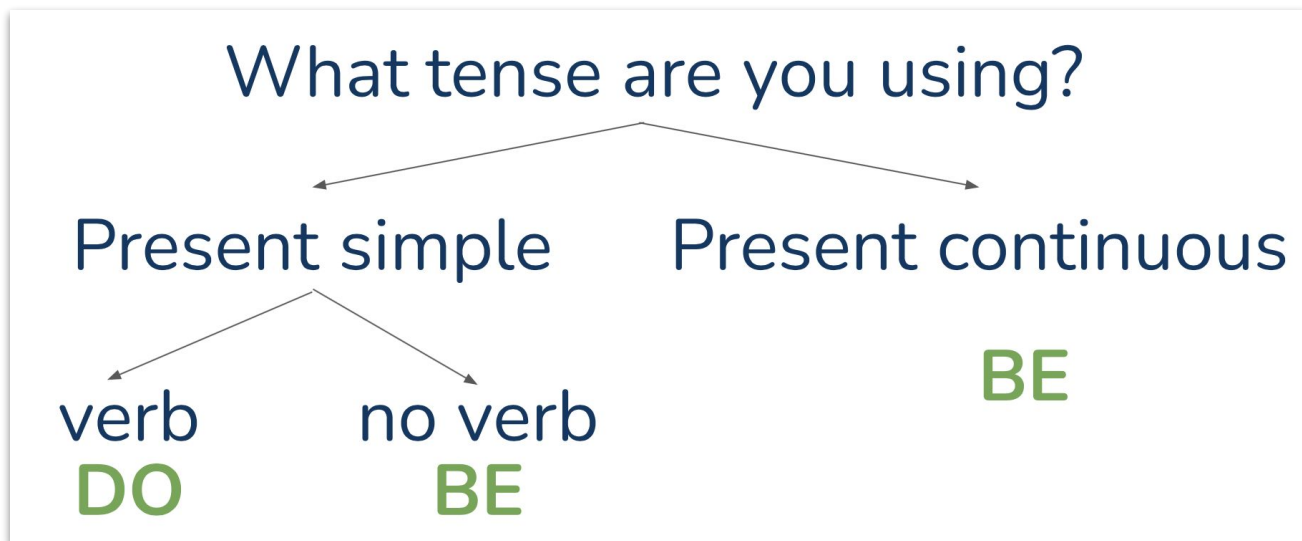 What tense are you using?
Present simple
Present continuous
BE
verb
no verb
DO
BE